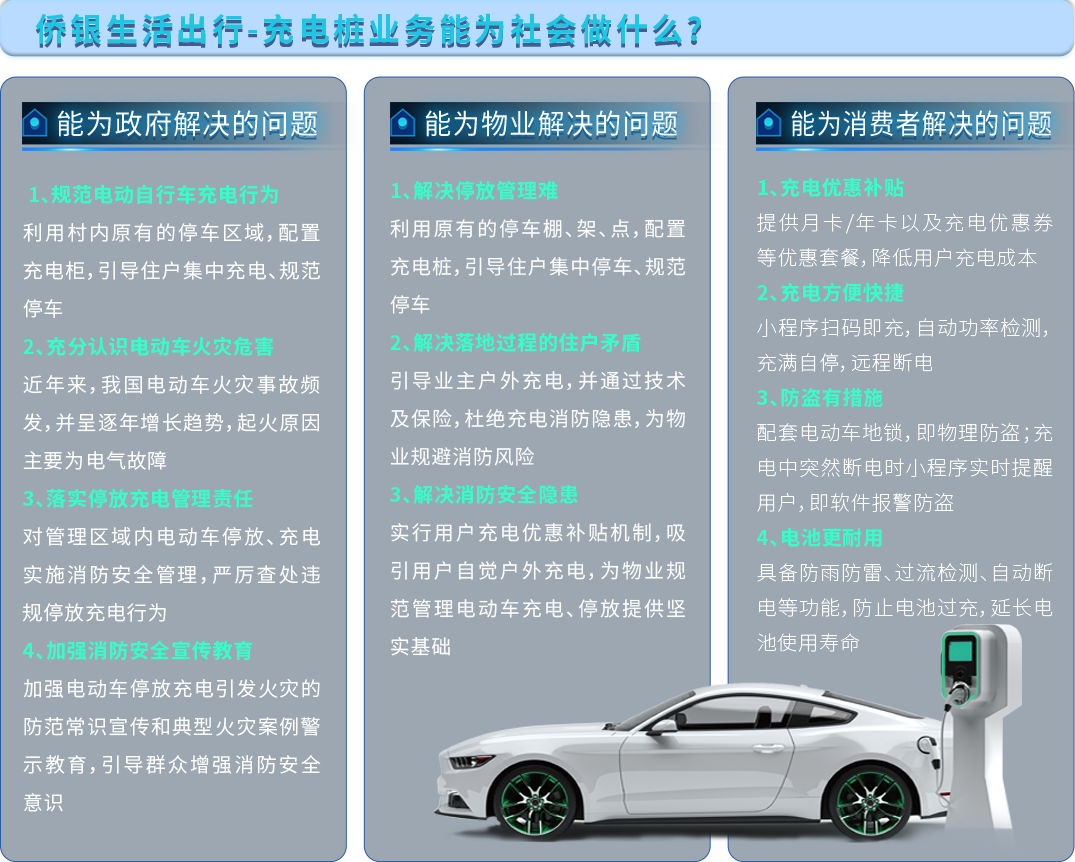 侨银生活出行-充电桩业务能为社会做什么?
能为政府解决的问题
1、规范电动自行车充电行为
利用村内原有的停车区域,配置
充电柜,引导住户集中充电、规范
停车
2、充分认识电动车火灾危害
近年来,我国电动车火灾事故频
发,并呈逐年增长趋势,起火原因
主要为电气故障
3、落实停放充电管理责任
对管理区域内电动车停放、充电
实施消防安全管理,严厉查处违
规停放充电行为
4、加强消防安全宣传教育
加强电动车停放充电引发火灾的
防范常识宣传和典型火灾案例警
示教育,引导群众增强消防安全
意识
能为物业解决的问题
1、解决停放管理难
利用原有的停车棚、架、点,配置
充电桩,引导住户集中停车、规范
停车
2、解决落地过程的住户矛盾
引导业主户外充电,并通过技术
及保险,杜绝充电消防隐患,为物
业规避消防风险
3、解决消防安全隐患
实行用户充电优惠补贴机制,吸
引用户自觉户外充电,为物业规
范管理电动车充电、停放提供坚
实基础
能为消费者解决的问题
1、充电优惠补贴
提供月卡/年卡以及充电优惠券
等优惠套餐,降低用户充电成本
2、充电方便快捷
小程序扫码即充,自动功率检测,
充满自停,远程断电
3、防盗有措施
配套电动车地锁,即物理防盗;充
电中突然断电时小程序实时提醒
用户,即软件报警防盗
4、电池更耐用
具备防雨防雷、过流检测、自动断
电等功能,防止电池过充,延长电
池使用寿命